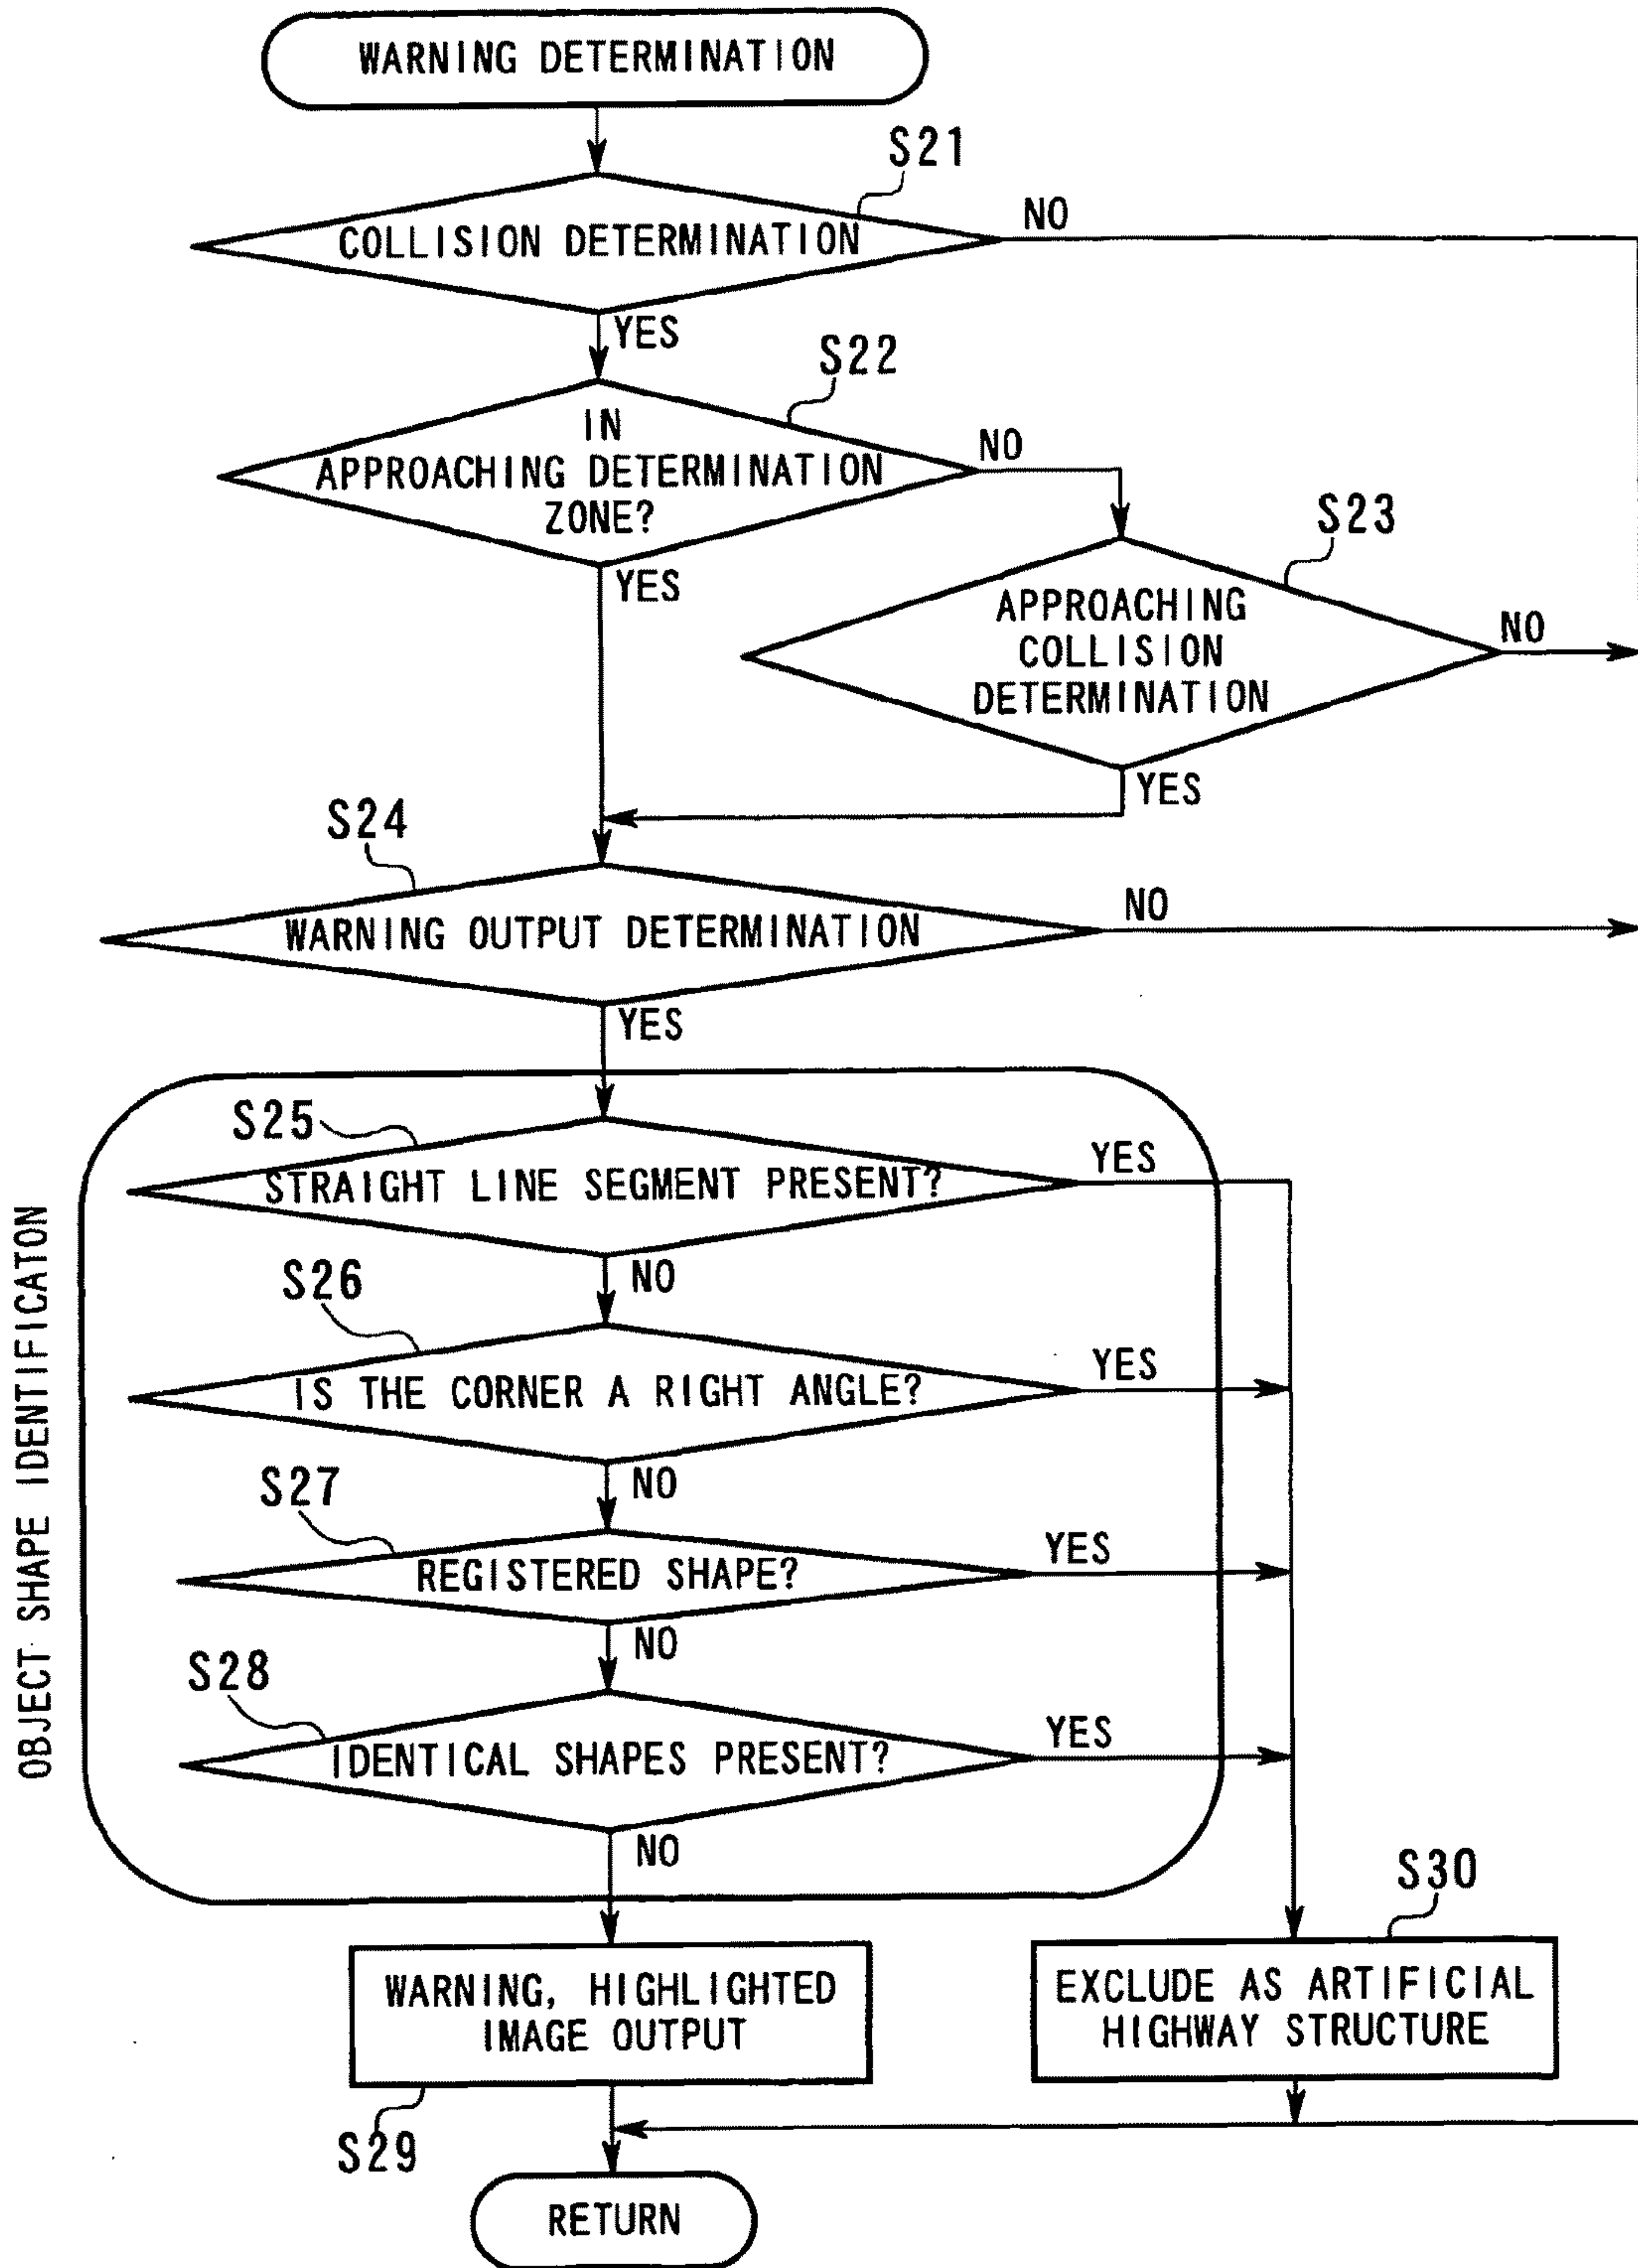 WARNING DETERMINATION
S21
COLLISION DETERMINATION
NO
YES
S22
IN
APPROACHING DETERMINATION
ZONE?
NO
YES
S23
APPROACHING
COLLISION
DETERMINATION
NO
YES
S24
WARNING OUTPUT DETERMINATION
NO
YES
OBJECT SHAPE IDENTIFICATON
S25
STRAIGHT LINE SEGMENT PRESENT?
YES
NO
S26
IS THE CORNER A RIGHT ANGLE?
YES
NO
S27
REGISTERED SHAPE?
YES
NO
S28
IDENTICAL SHAPES PRESENT?
YES
NO
S30
WARNING, HIGHLIGHTED
IMAGE OUTPUT
S29
EXCLUDE AS ARTIFICIAL
HIGHWAY STRUCTURE
RETURN